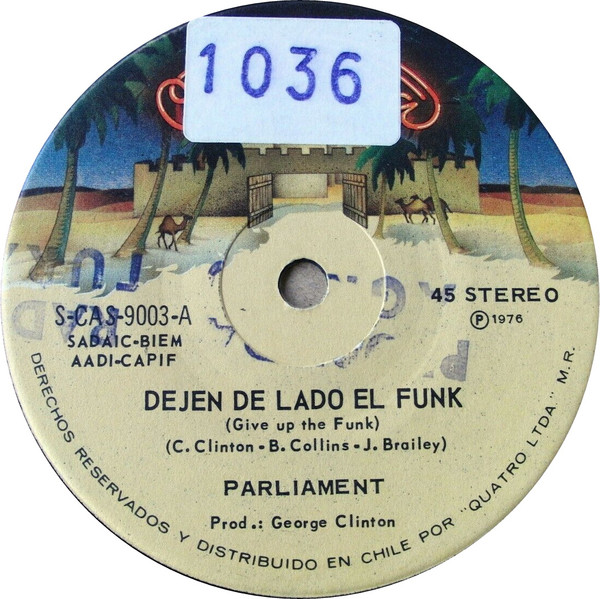 1036
S-CAS-9003-A
SADAIC-BIEM
AADI-CAPIF
45 STEREO
Ⓟ1976
DEJEN DE LADO EL FUNK
(Give up the Funk)
(C. Clinton - B. Collins - J. Brailey)
PARLIAMENT
Prod.: George Clinton
DERECHOS RESERVADOS Y DISTRIBUIDO EN CHILE POR "QUATRO LTDA." M.R.